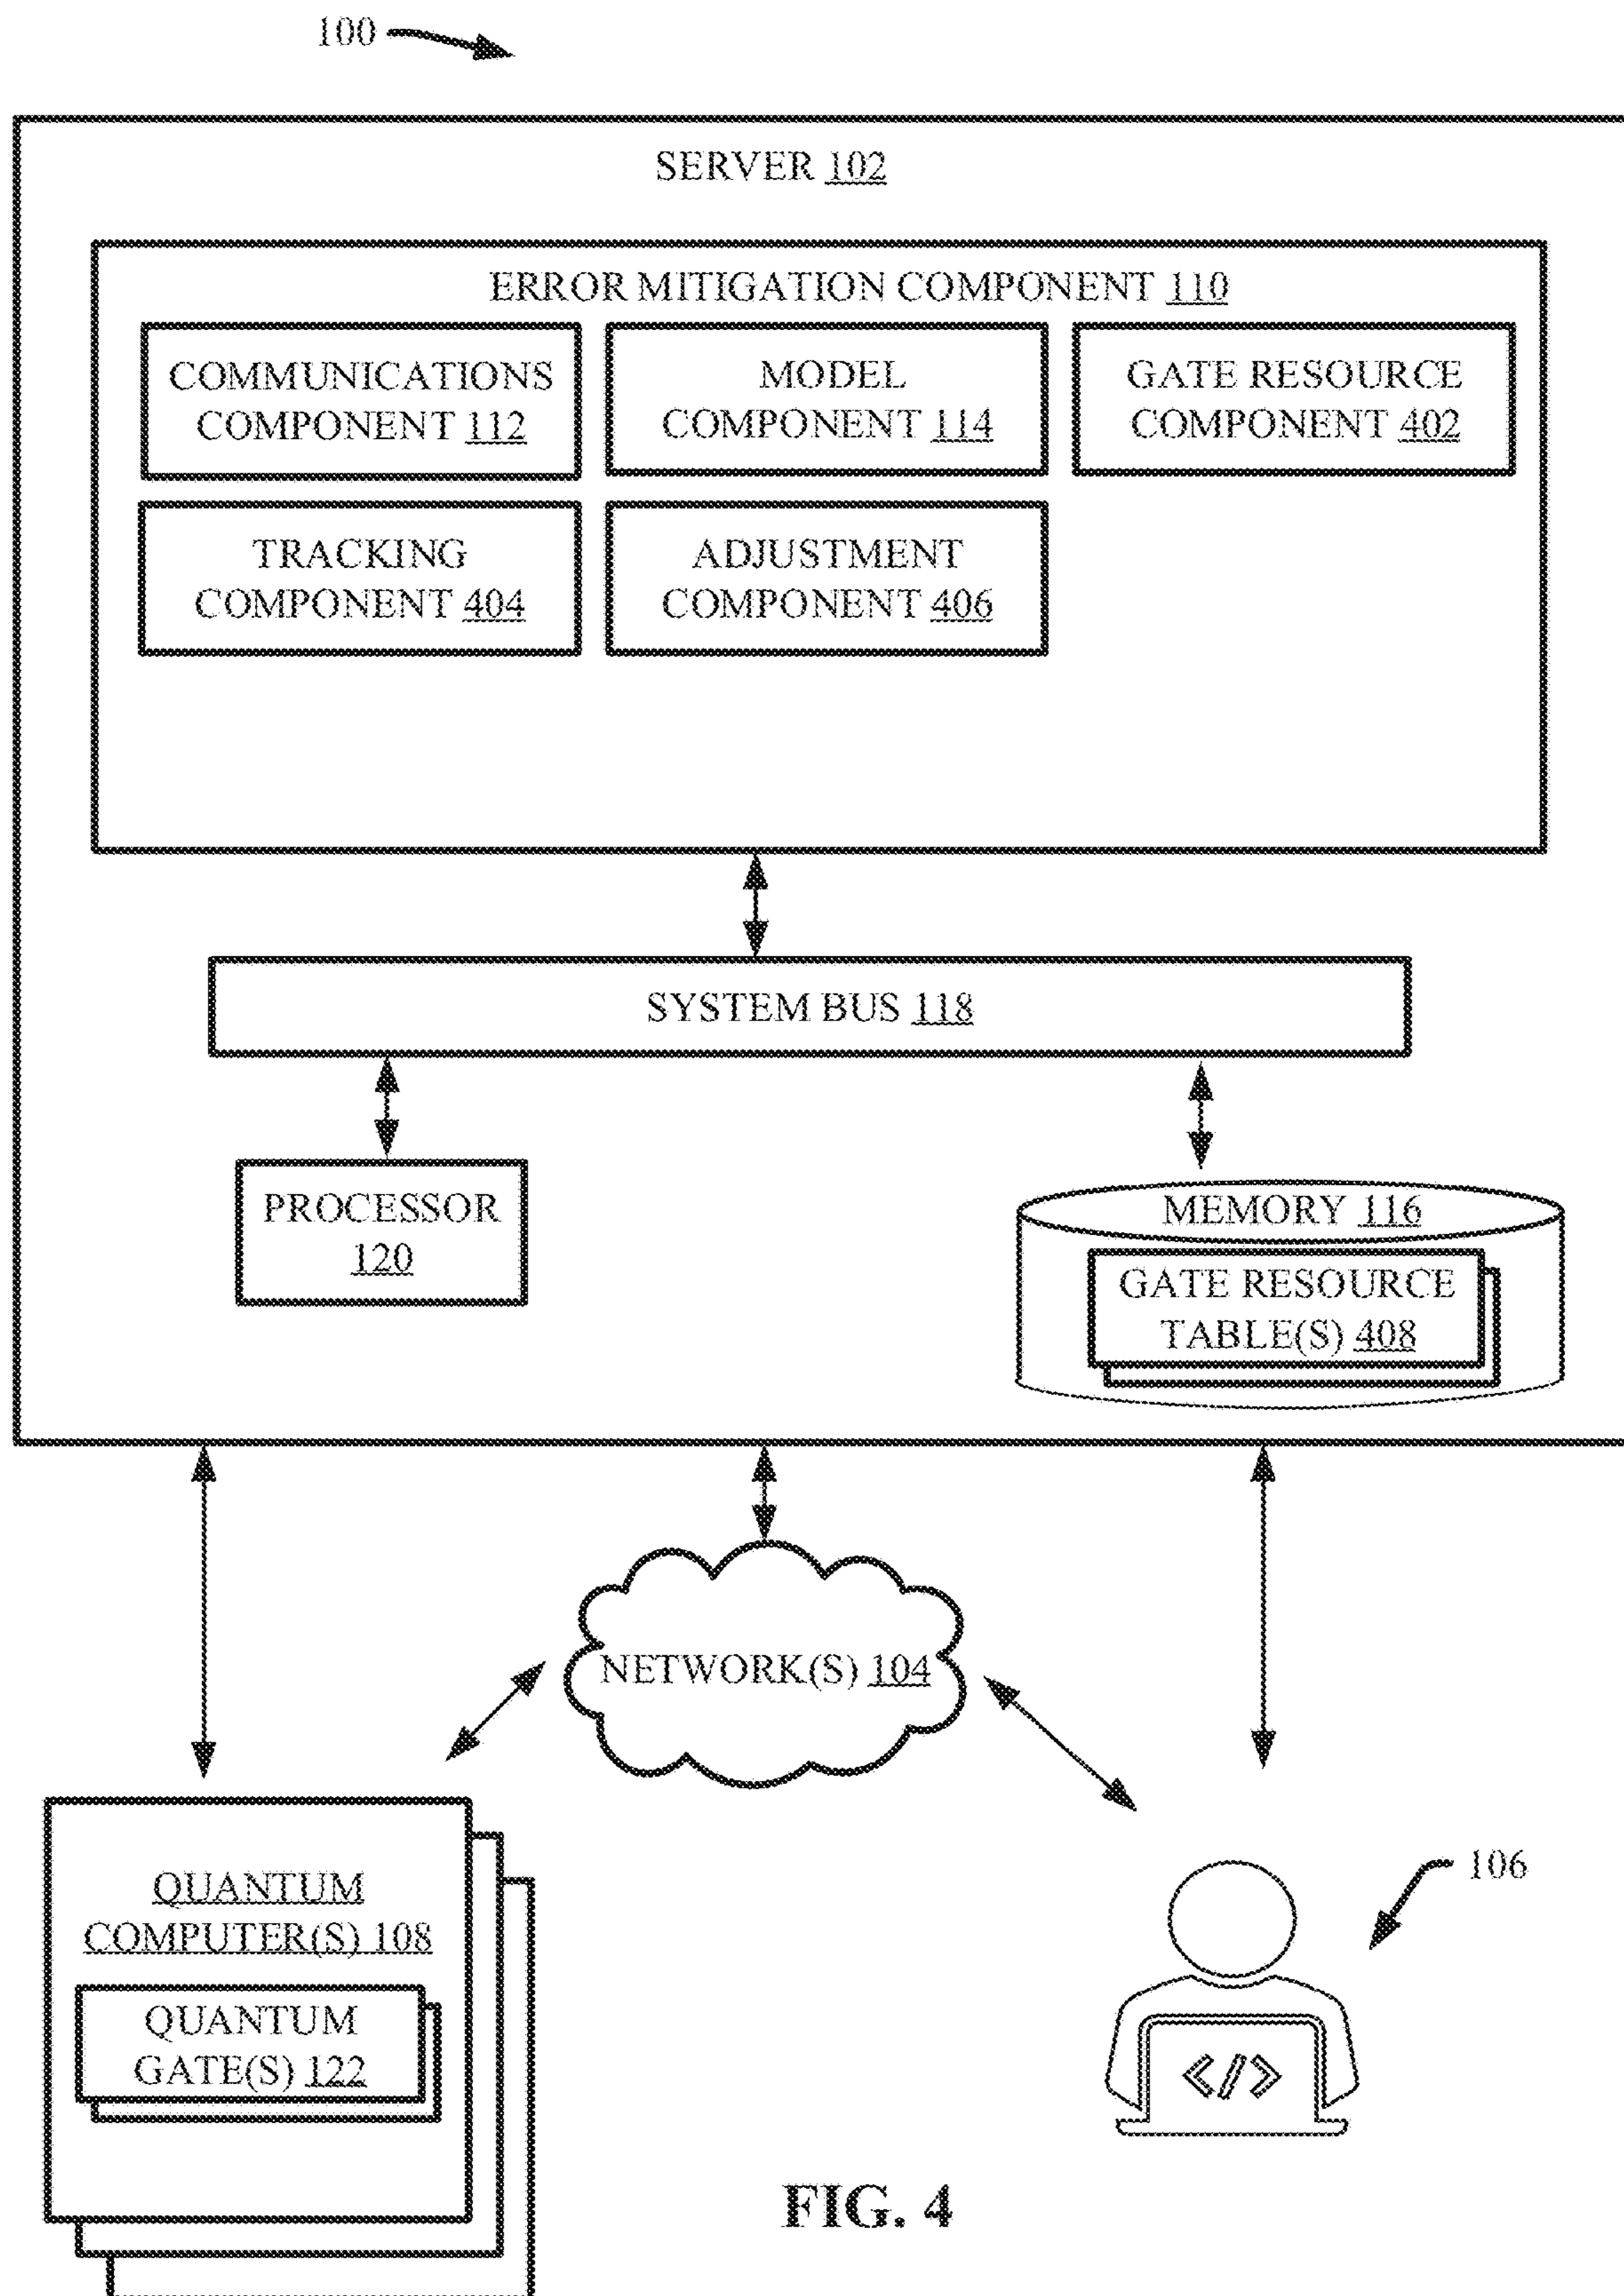 100
SERVER 102
ERROR MITIGATION COMPONENT 110
COMMUNICATIONS
COMPONENT 112
MODEL
COMPONENT 114
GATE RESOURCE
COMPONENT 402
TRACKING
COMPONENT 404
ADJUSTMENT
COMPONENT 406
SYSTEM BUS 118
PROCESSOR
120
MEMORY 116
GATE RESOURCE
TABLE(S) 408
NETWORK(S) 104
QUANTUM
COMPUTER(S) 108
QUANTUM
GATE(S) 122
106
</>
FIG. 4